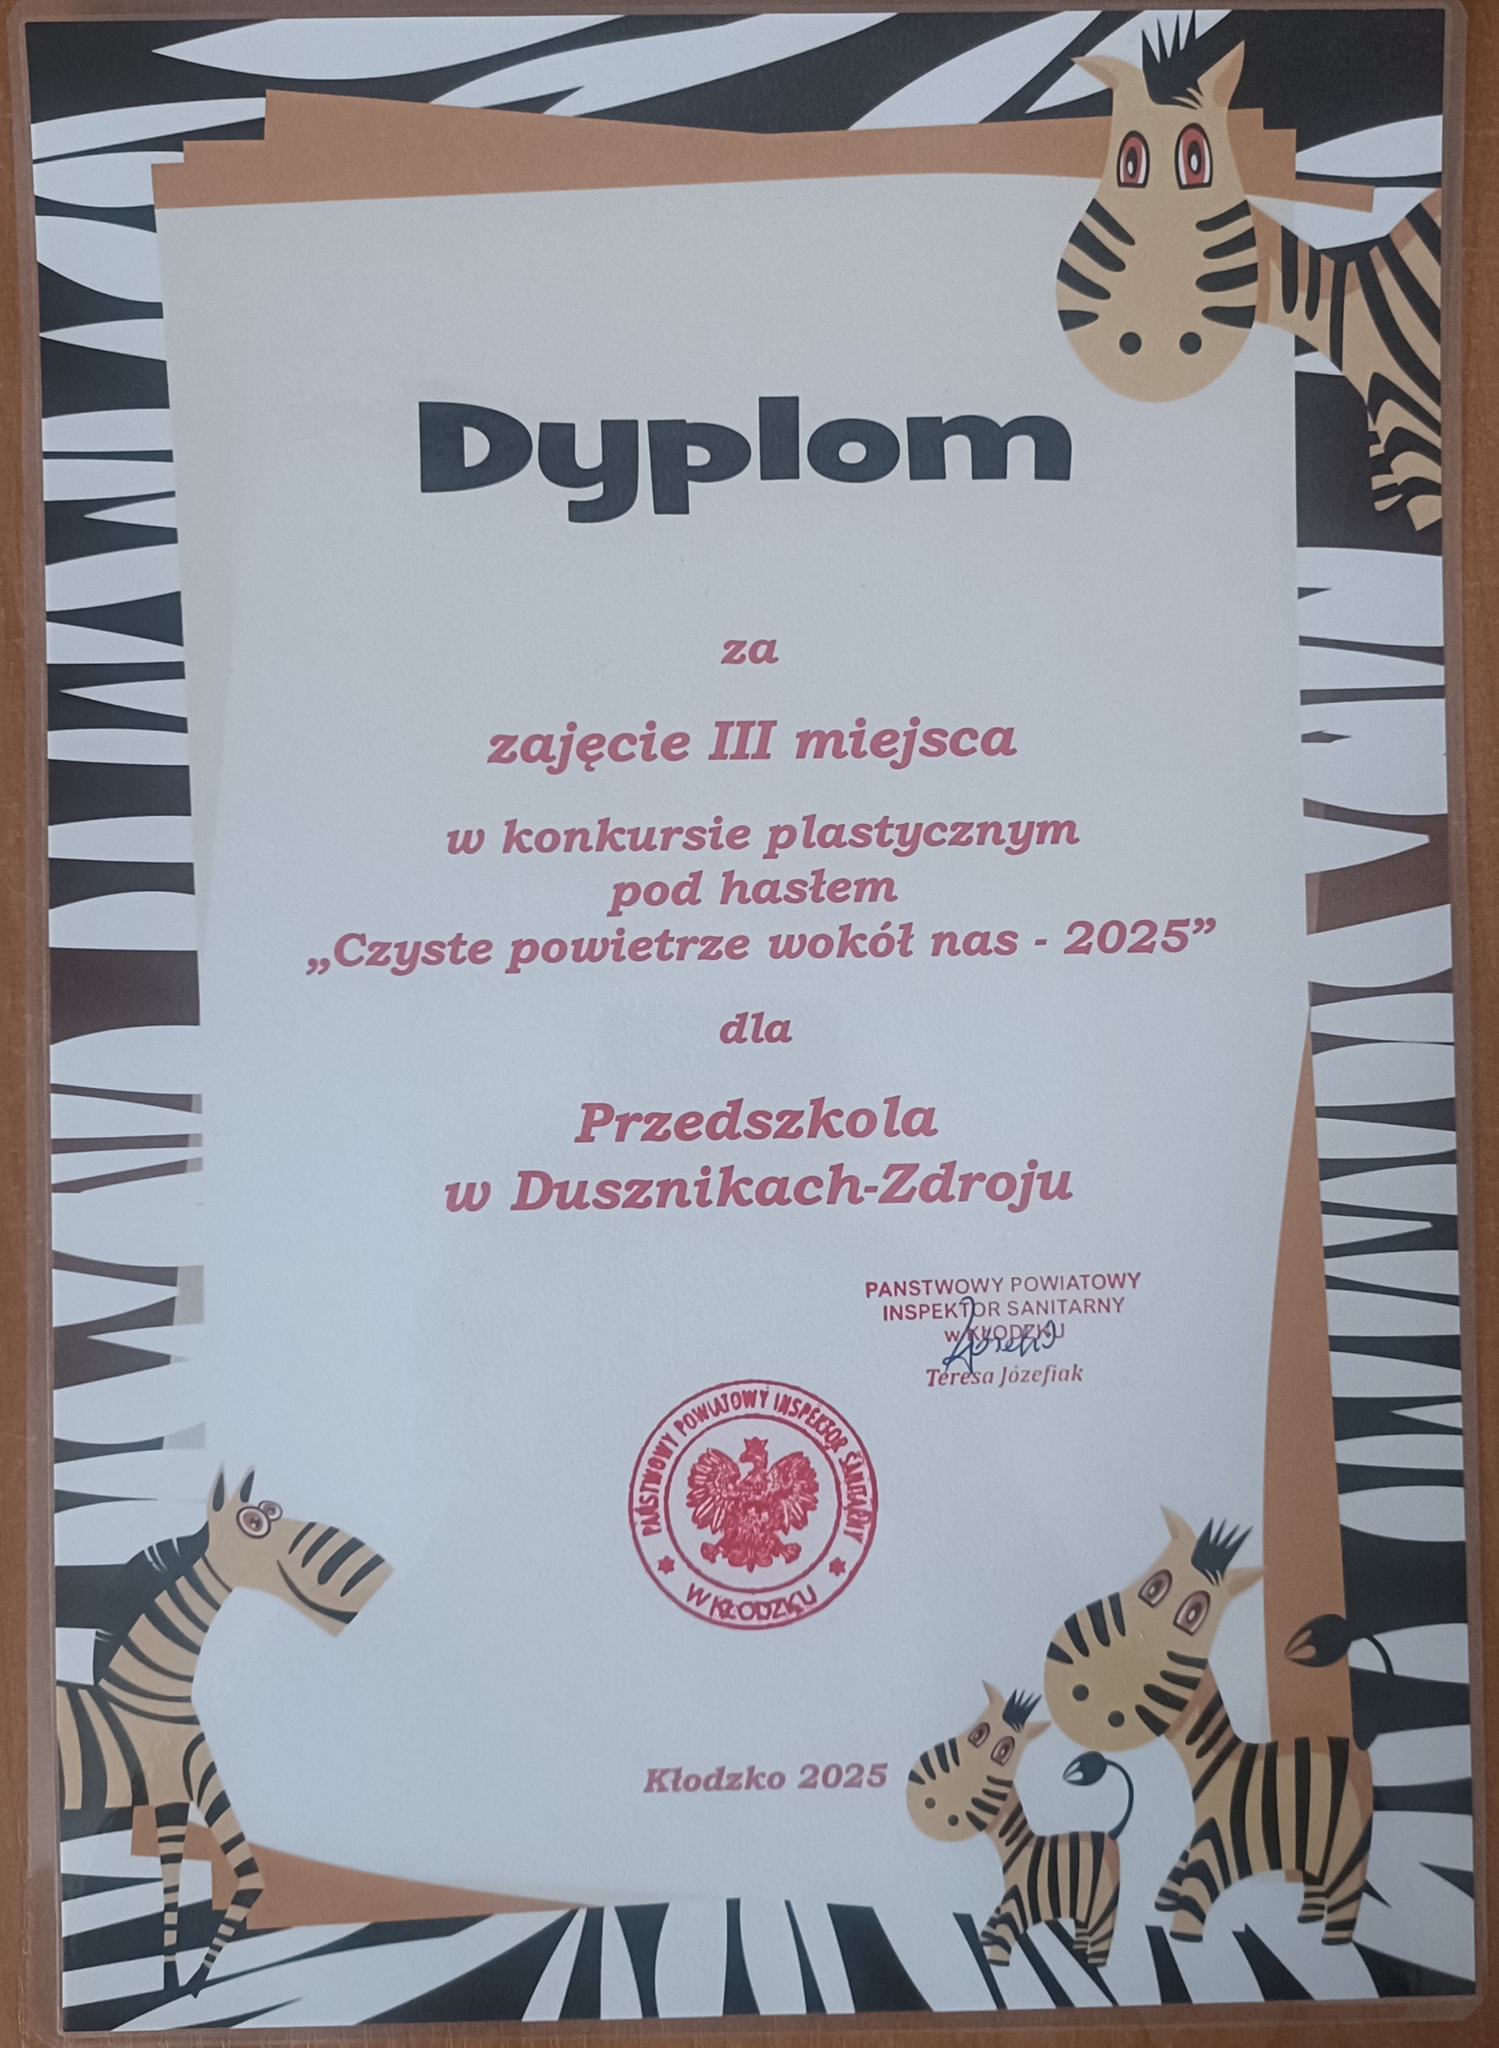 Dyplom
za
zajęcie III miejsca
w konkursie plastycznym
pod hasłem
„Czyste powietrze wokół nas - 2025”
dla
Przedszkola
w Dusznikach-Zdroju
PAŃSTWOWY POWIATOWY
INSPEKTOR SANITARNY
w KŁODZKU
Teresa Józefiak
PAŃSTWOWY POWIATOWY INSPEKTOR SANITARNY
W KŁODZKU
Kłodzko 2025